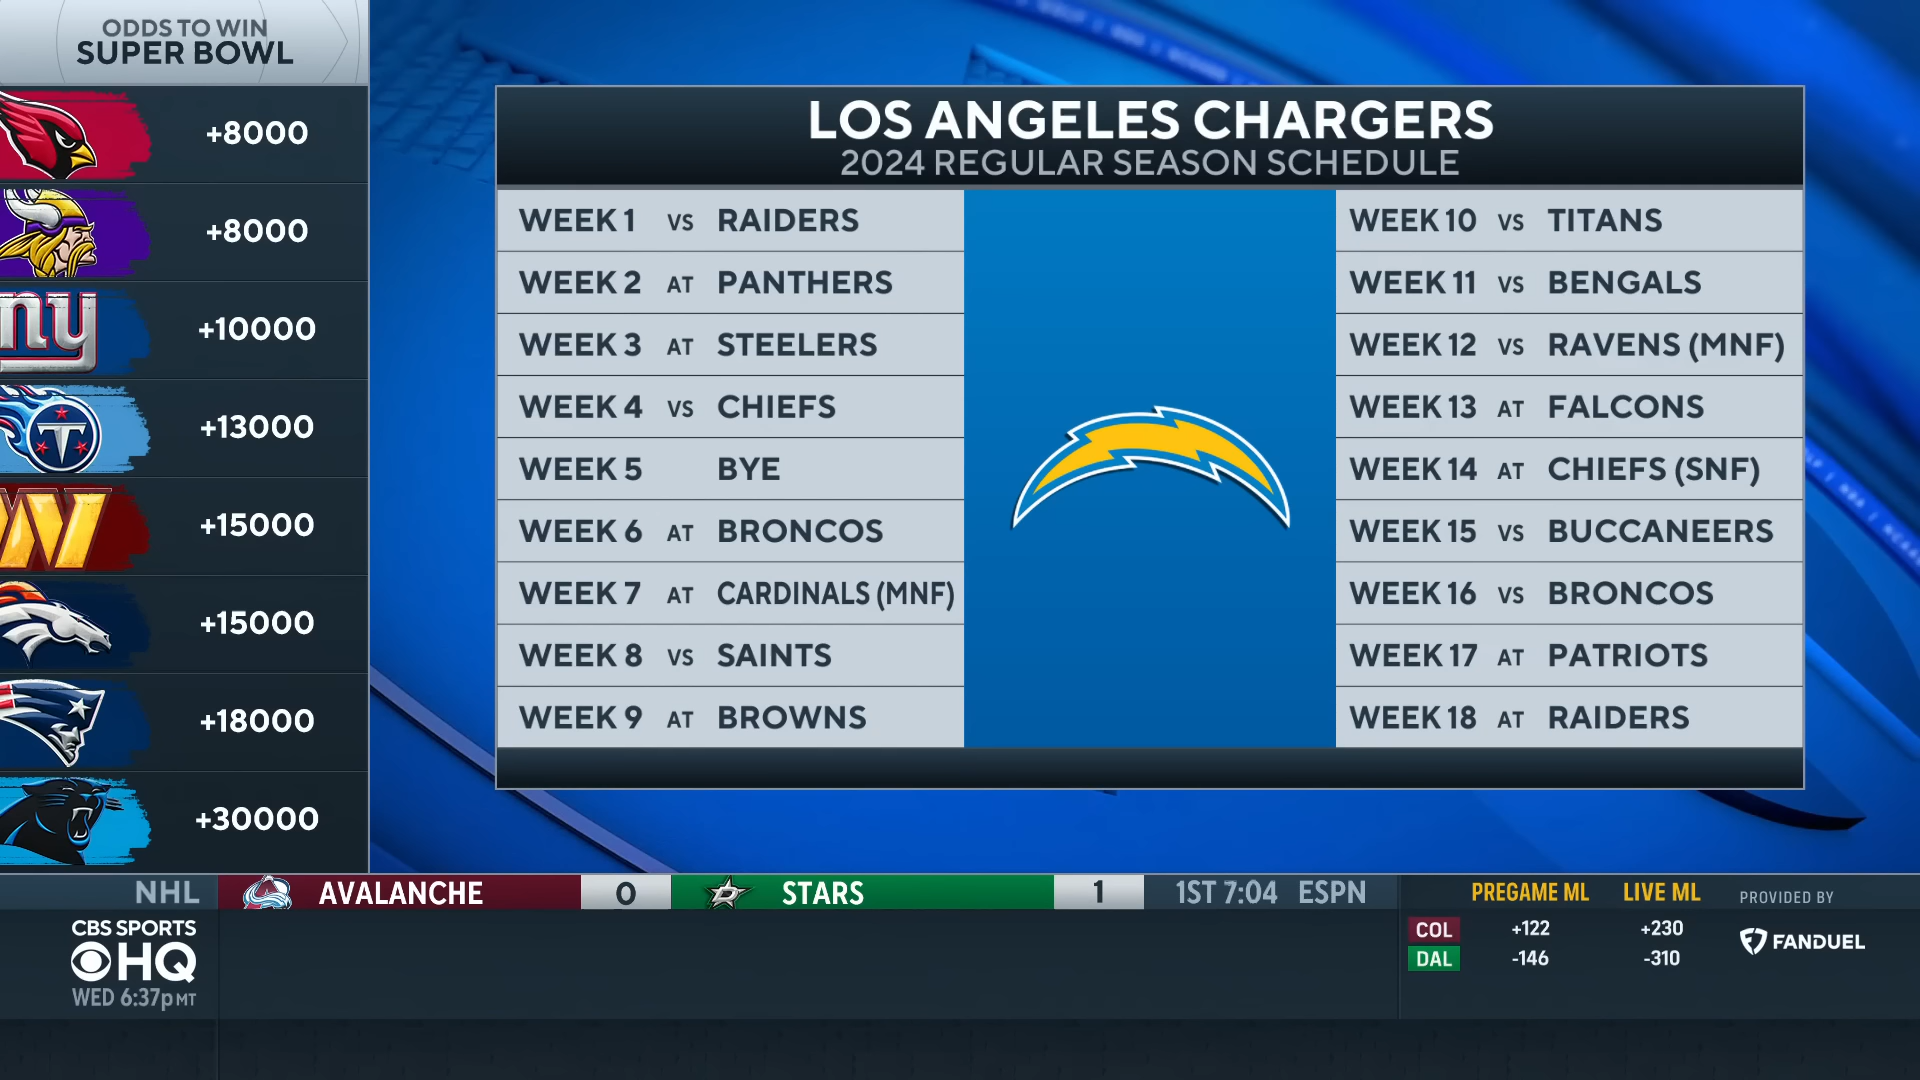 ODDS TO WIN
SUPER BOWL
+8000
+8000
ny +10000
T +13000
W +15000
+15000
+18000
+30000
LOS ANGELES CHARGERS
2024 REGULAR SEASON SCHEDULE
WEEK 1 VS RAIDERS
WEEK 2 AT PANTHERS
WEEK 3 AT STEELERS
WEEK 4 VS CHIEFS
WEEK 5 BYE
WEEK 6 AT BRONCOS
WEEK 7 AT CARDINALS (MNF)
WEEK 8 VS SAINTS
WEEK 9 AT BROWNS
WEEK 10 VS TITANS
WEEK 11 VS BENGALS
WEEK 12 VS RAVENS (MNF)
WEEK 13 AT FALCONS
WEEK 14 AT CHIEFS (SNF)
WEEK 15 VS BUCCANEERS
WEEK 16 VS BRONCOS
WEEK 17 AT PATRIOTS
WEEK 18 AT RAIDERS
NHL AVALANCHE 0 STARS 1 1ST 7:04 ESPN
CBS SPORTS
HQ
WED 6:37p MT
PREGAME ML LIVE ML
COL +122 +230
DAL -146 -310
PROVIDED BY
FANDUEL